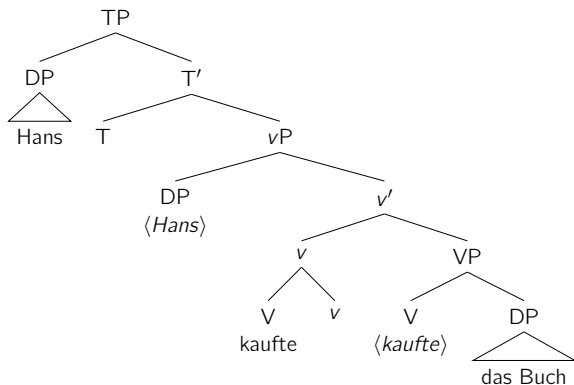 TP
DP T′
Hans T vP
DP v′
⟨Hans⟩
v VP
V v V DP
kaufte ⟨kaufte⟩
das Buch